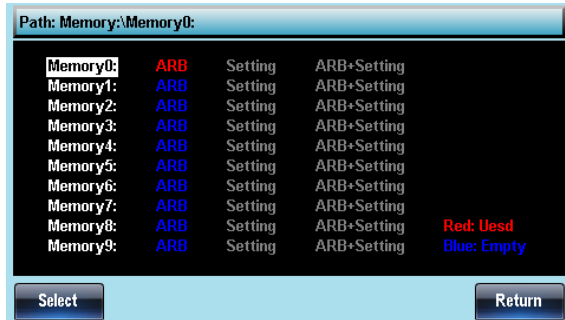 Path: Memory:\Memory0:
Memory0: ARB Setting ARB+Setting
Memory1: ARB Setting ARB+Setting
Memory2: ARB Setting ARB+Setting
Memory3: ARB Setting ARB+Setting
Memory4: ARB Setting ARB+Setting
Memory5: ARB Setting ARB+Setting
Memory6: ARB Setting ARB+Setting
Memory7: ARB Setting ARB+Setting
Memory8: ARB Setting ARB+Setting Red: Uesd
Memory9: ARB Setting ARB+Setting Blue: Empty
Select Return